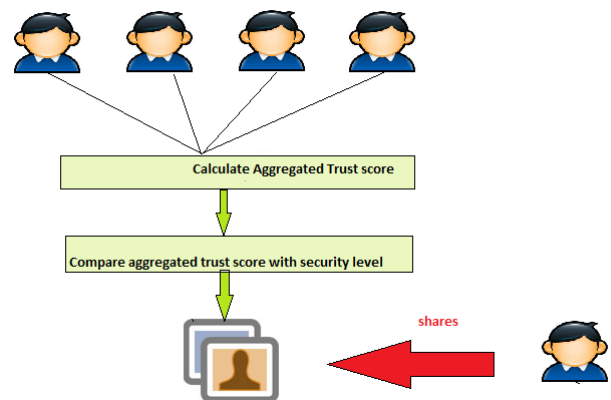 Calculate Aggregated Trust score
Compare aggregated trust score with security level
shares